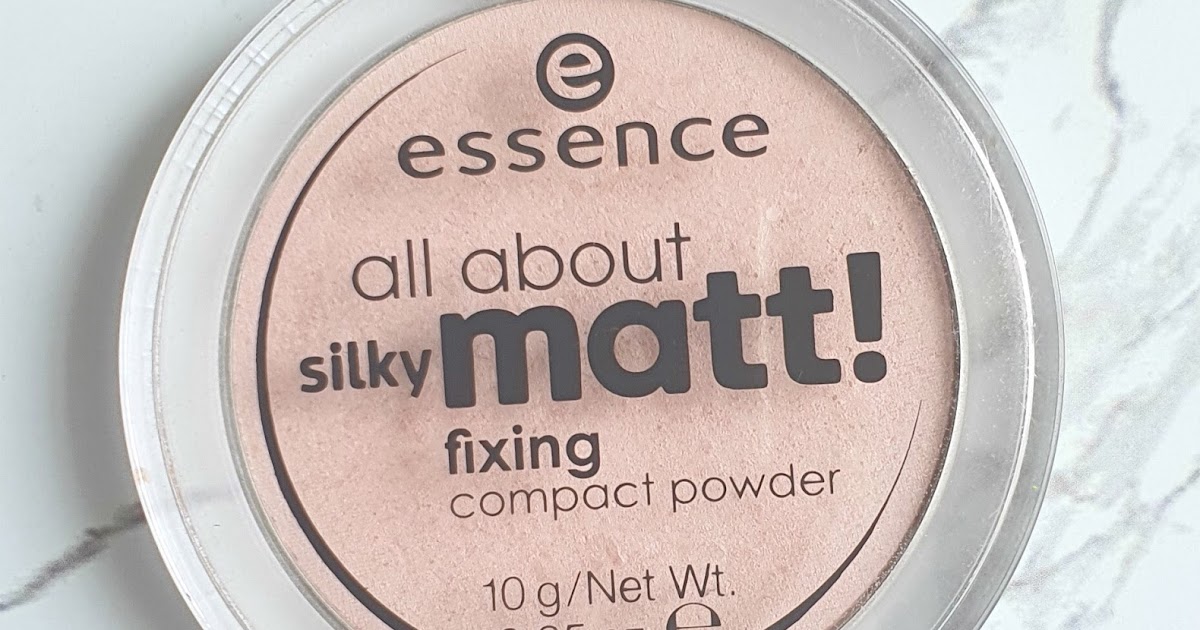 e
essence
all about
silky matt!
fixing
compact powder
10 g/Net Wt.